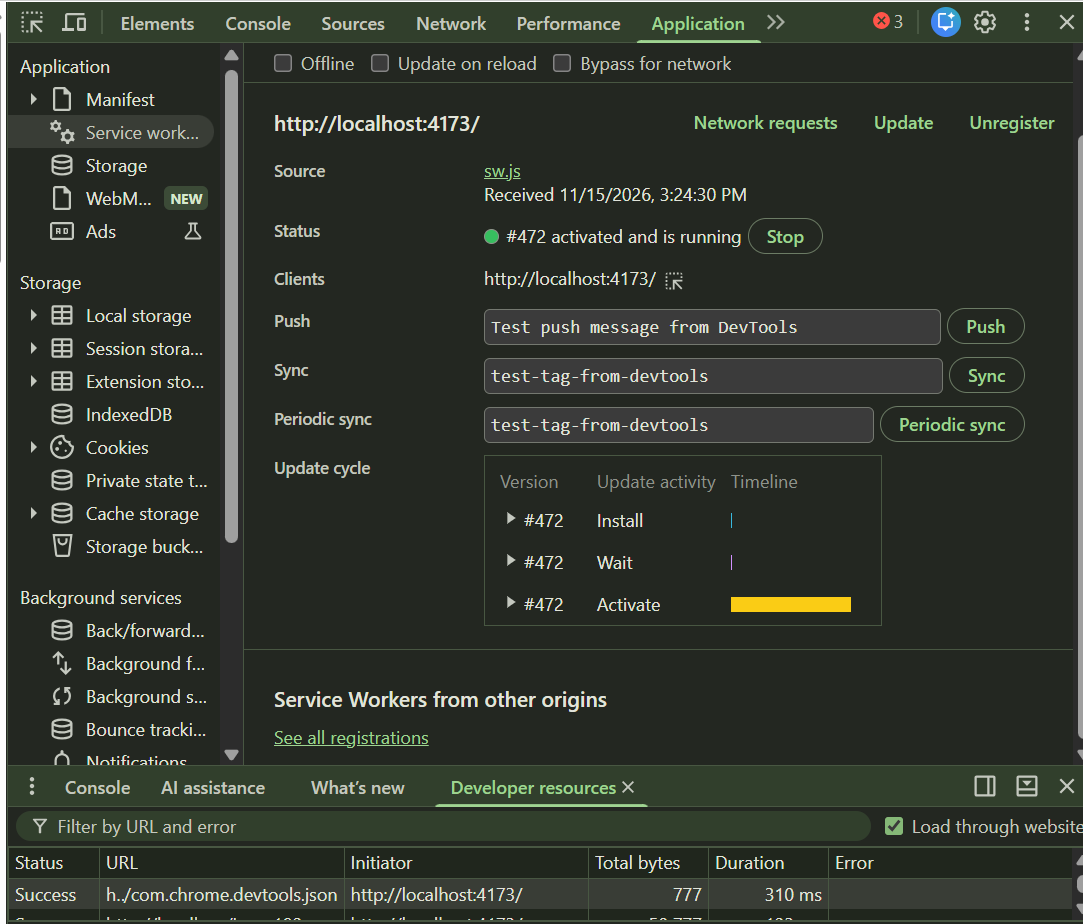 Elements Console Sources Network Performance Application 3
Application
Manifest
Service work...
Storage
WebM... NEW
Ads
Storage
Local storage
Session stora...
Extension sto...
IndexedDB
Cookies
Private state t...
Cache storage
Storage buck...
Background services
Back/forward...
Background f...
Background s...
Bounce tracki...
Notifications
Offline Update on reload Bypass for network
http://localhost:4173/ Network requests Update Unregister
Source sw.js
Received 11/15/2026, 3:24:30 PM
Status #472 activated and is running Stop
Clients http://localhost:4173/
Push Test push message from DevTools Push
Sync test-tag-from-devtools Sync
Periodic sync test-tag-from-devtools Periodic sync
Update cycle
Version Update activity Timeline
#472 Install
#472 Wait
#472 Activate
Service Workers from other origins
See all registrations
Console AI assistance What's new Developer resources
Filter by URL and error Load through website
Status URL Initiator Total bytes Duration Error
Success h../com.chrome.devtools.json http://localhost:4173/ 777 310 ms